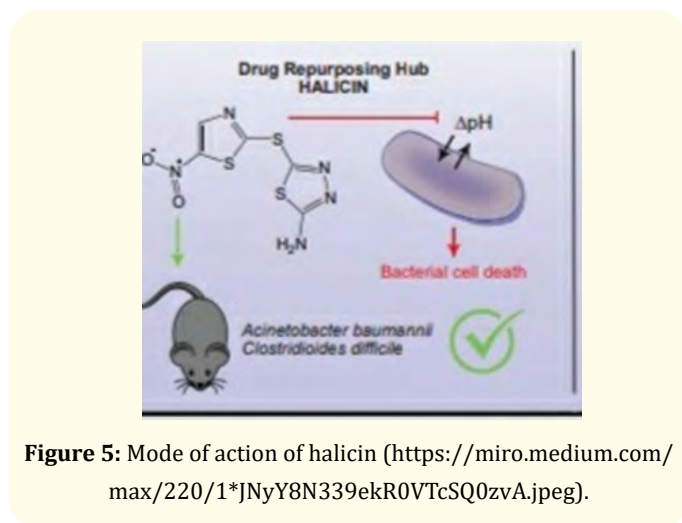 Drug Repurposing Hub
HALICIN
N
S
S
O⁻
N⁺
O
N
N
S
H₂N
ΔpH
Bacterial cell death
Acinetobacter baumannii
Clostridioides difficile
Figure 5: Mode of action of halicin (https://miro.medium.com/
max/220/1*JNyY8N339ekR0VTcSQ0zvA.jpeg).